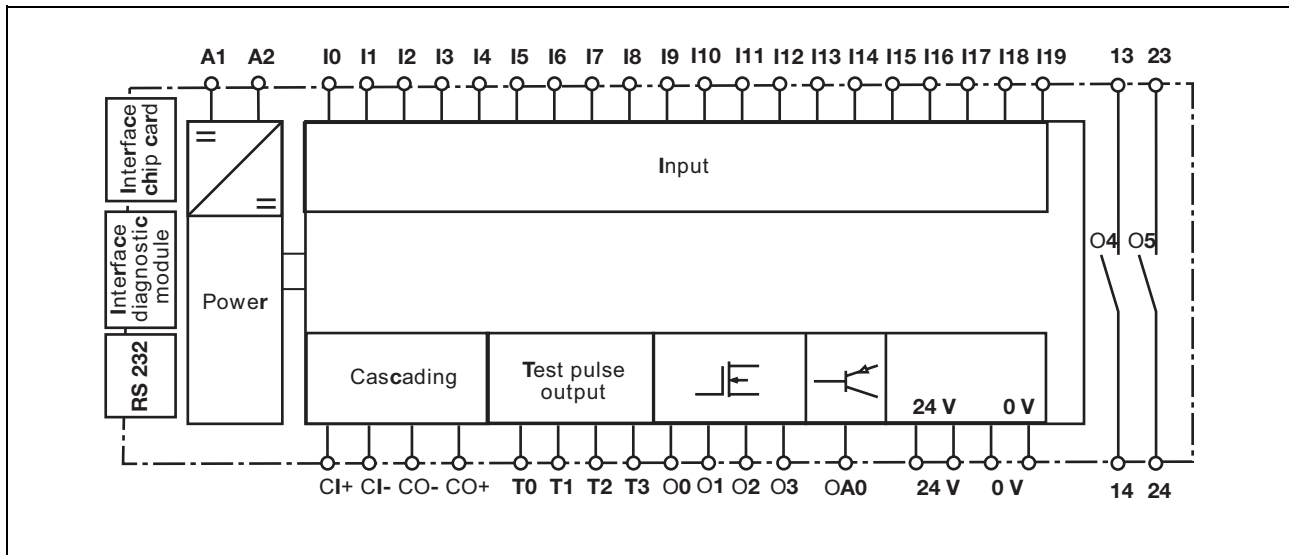 A1 A2 I0 I1 I2 I3 I4 I5 I6 I7 I8 I9 I10 I11 I12 I13 I14 I15 I16 I17 I18 I19 13 23
Interface
chip card
Interface
diagnostic
module
RS 232
Power
Input
O4 O5
Cascading
Test pulse
output
24 V 0 V
CI+ CI- CO- CO+ T0 T1 T2 T3 O0 O1 O2 O3 OA0 24 V 0 V 14 24